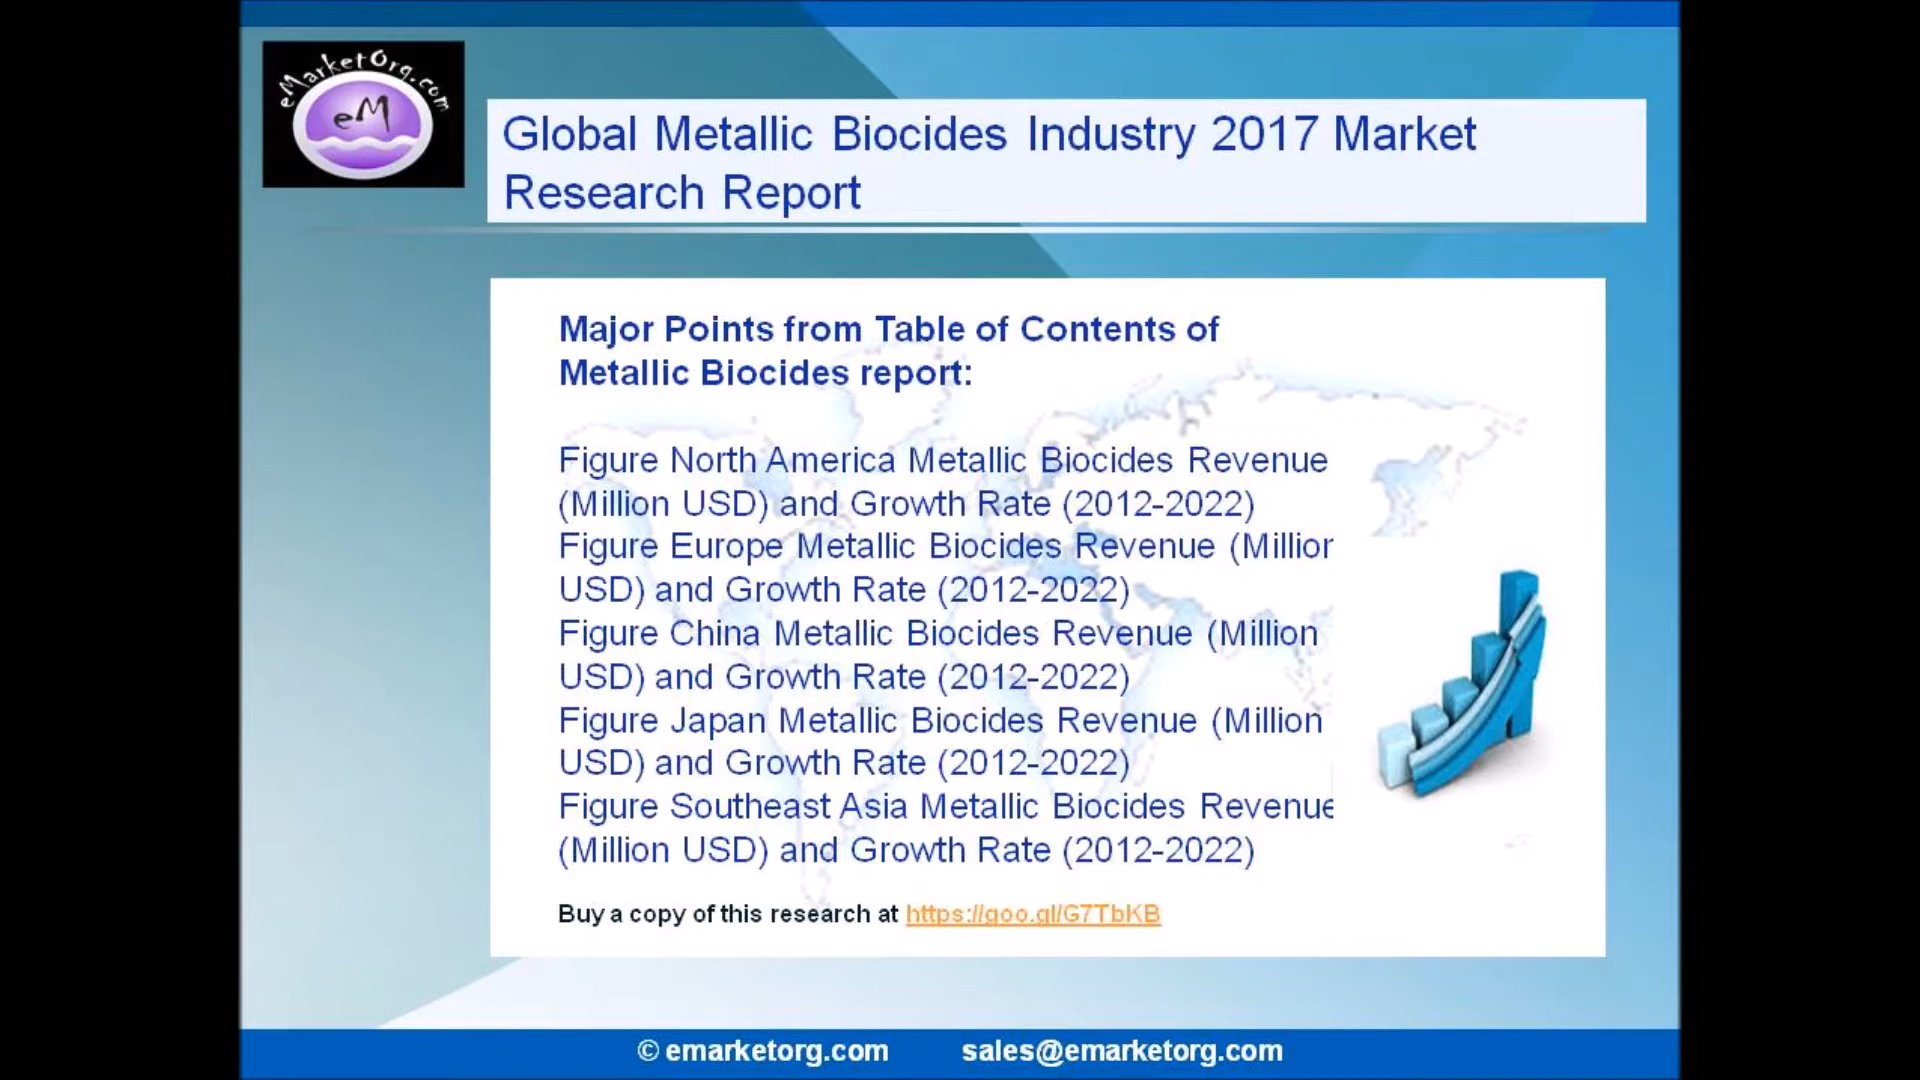 eMarketOrg.com
eM
Global Metallic Biocides Industry 2017 Market
Research Report
Major Points from Table of Contents of
Metallic Biocides report:
Figure North America Metallic Biocides Revenue
(Million USD) and Growth Rate (2012-2022)
Figure Europe Metallic Biocides Revenue (Million
USD) and Growth Rate (2012-2022)
Figure China Metallic Biocides Revenue (Million
USD) and Growth Rate (2012-2022)
Figure Japan Metallic Biocides Revenue (Million
USD) and Growth Rate (2012-2022)
Figure Southeast Asia Metallic Biocides Revenue
(Million USD) and Growth Rate (2012-2022)
Buy a copy of this research at https://goo.gl/G7TbKB
© emarketorg.com sales@emarketorg.com